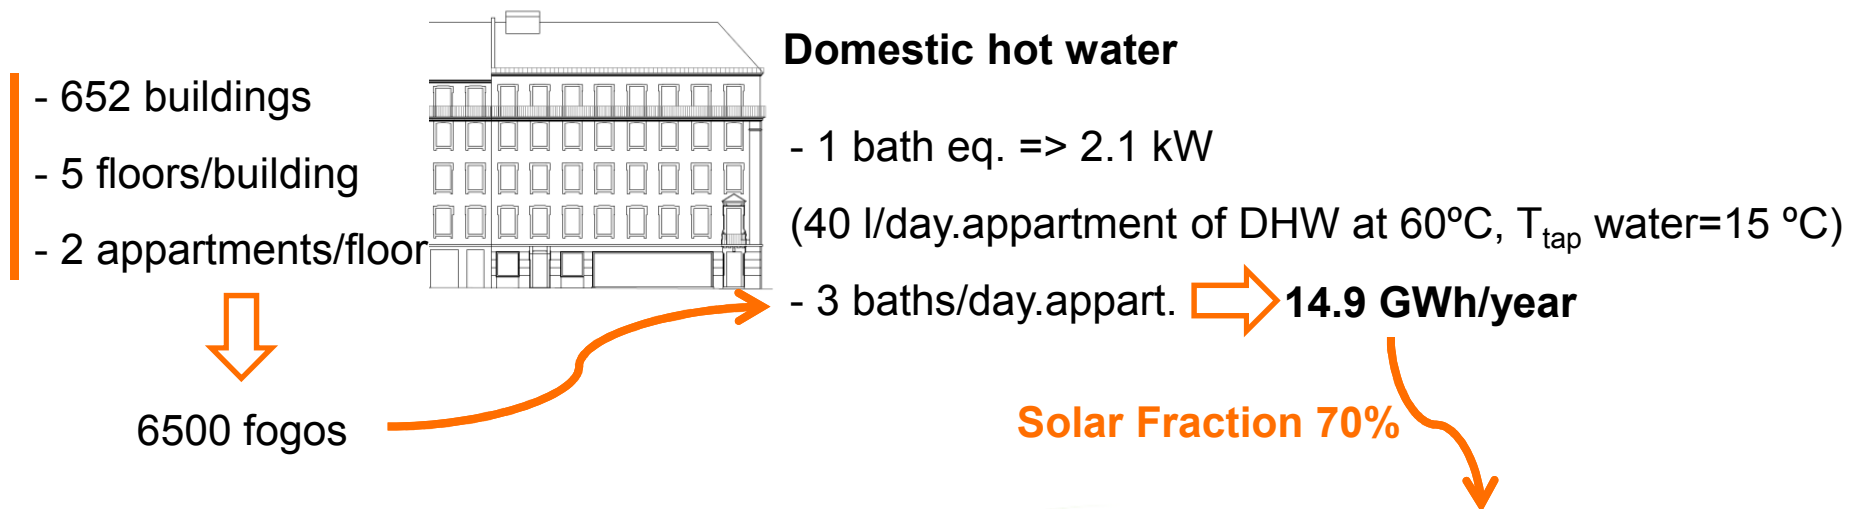 - 652 buildings
- 5 floors/building
- 2 appartments/floor
6500 fogos
Domestic hot water
- 1 bath eq. => 2.1 kW
(40 l/day.appartment of DHW at 60ºC, Ttap water=15 ºC)
- 3 baths/day.appart.
14.9 GWh/year
Solar Fraction 70%